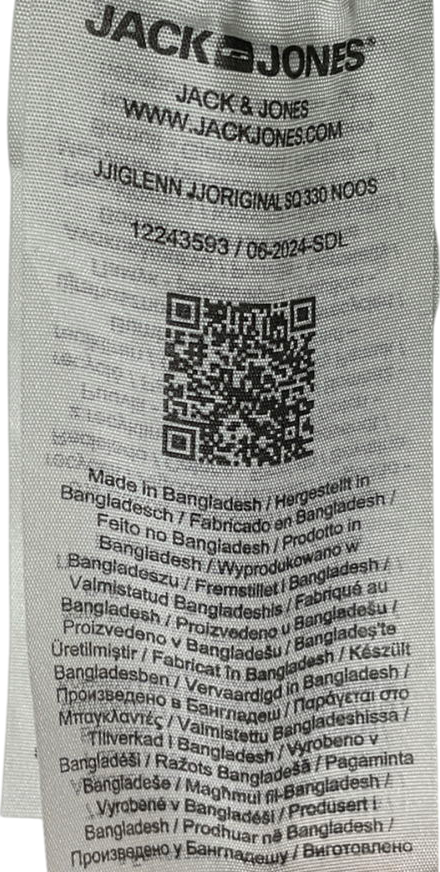 JACK & JONES®
JACK & JONES
WWW.JACKJONES.COM
JJIGLENN JJORIGINAL SQ 330 NOOS
12243593 / 06-2024-SDL
Made in Bangladesh / Hergestellt in
Bangladesch / Fabricado en Bangladesh /
Feito no Bangladesh / Prodotto in
Bangladesh / Wyprodukowano w
Bangladeszu / Fremstillet i Bangladesh /
Valmistatud Bangladeshis / Fabriqué au
Bangladesh / Proizvedeno u Bangladešu /
Proizvedeno v Bangladešu / Bangladeş'te
Üretilmiştir / Fabricat în Bangladesh / Készült
Bangladesben / Vervaardigd in Bangladesh /
Произведено в Бангладеш / Παράγεται στο
Μπαγκλαντές / Valmistettu Bangladeshissa /
Tillverkad i Bangladesh / Vyrobeno v
Bangladéši / Ražots Bangladešā / Pagaminta
Bangladeše / Magħmul fil-Bangladesh /
Vyrobené v Bangladéši / Produsert i
Bangladesh / Prodhuar në Bangladesh /
Произведено у Бангладешу / Виготовлено